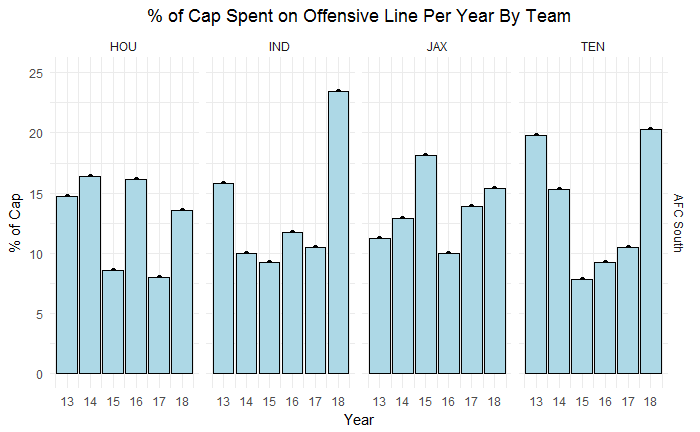 % of Cap Spent on Offensive Line Per Year By Team
HOU IND JAX TEN
25
20
15
10
5
0
% of Cap
AFC South
13 14 15 16 17 18 13 14 15 16 17 18 13 14 15 16 17 18 13 14 15 16 17 18
Year